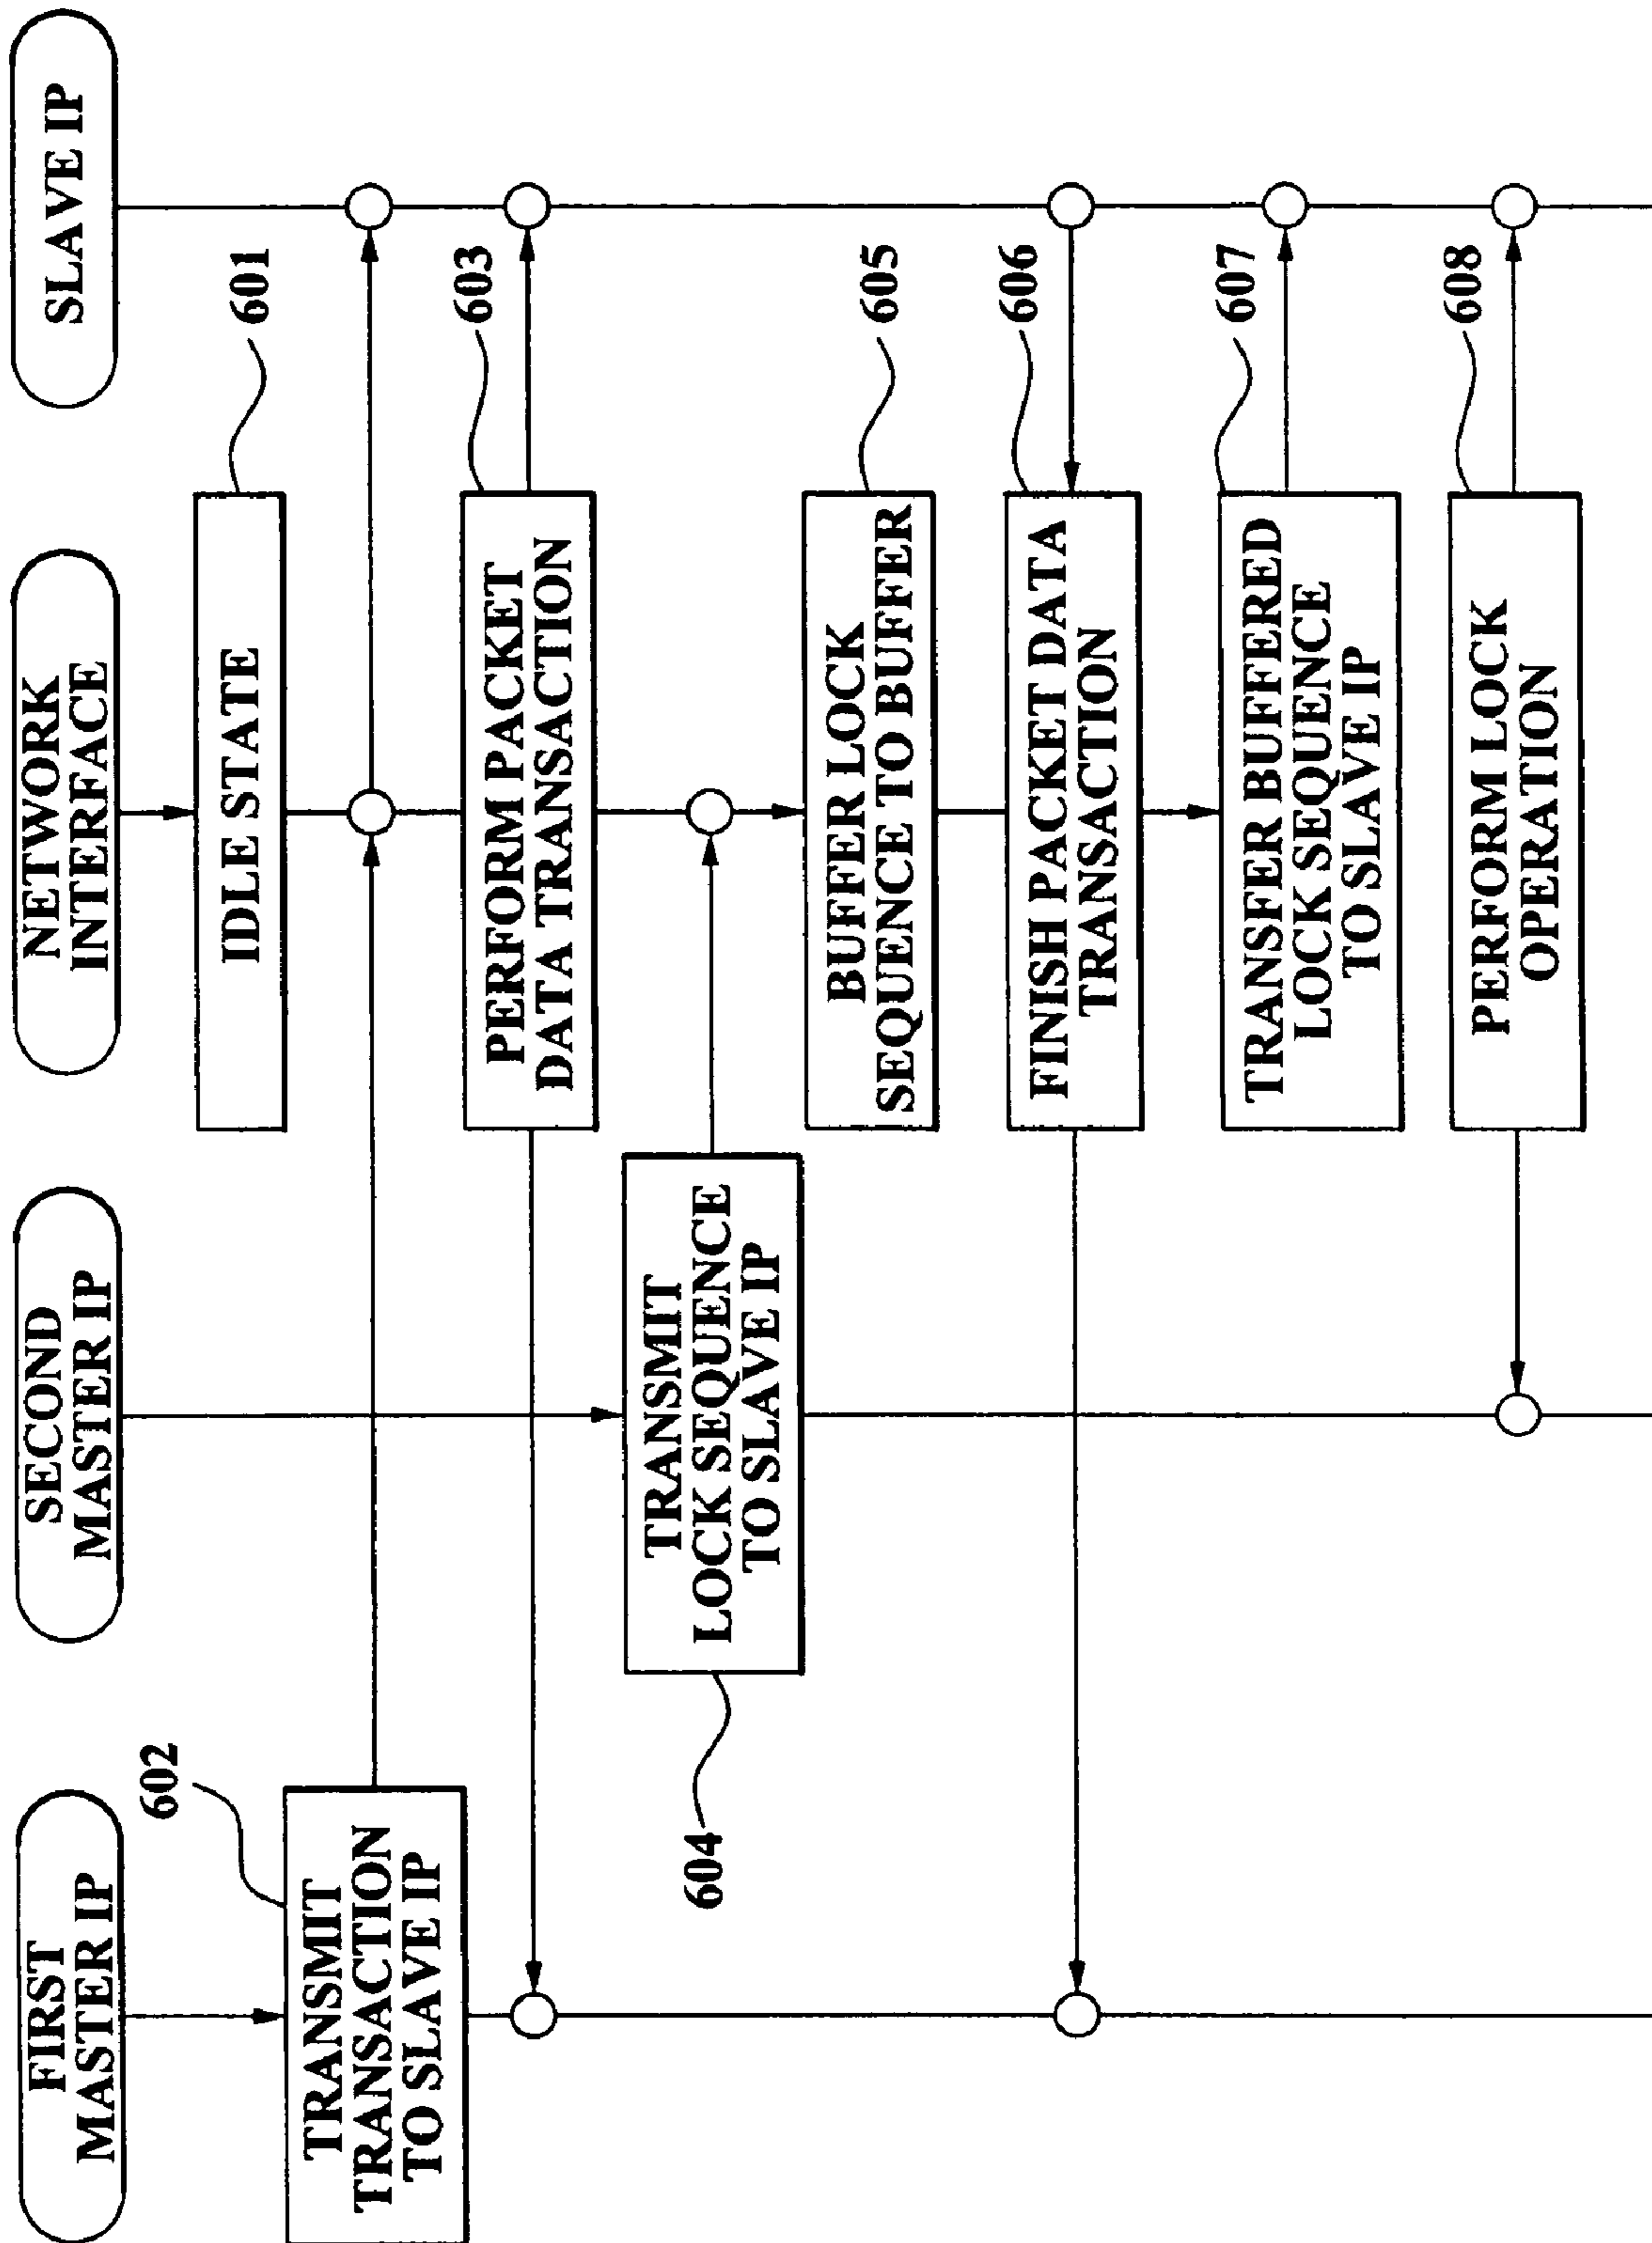 FIRST
MASTER IP
SECOND
MASTER IP
NETWORK
INTERFACE
SLAVE IP
IDLE STATE
601
602
TRANSMIT
TRANSACTION
TO SLAVE IP
PERFORM PACKET
DATA TRANSACTION
603
TRANSMIT
LOCK SEQUENCE
TO SLAVE IP
604
BUFFER LOCK
SEQUENCE TO BUFFER
605
FINISH PACKET DATA
TRANSACTION
606
TRANSFER BUFFERED
LOCK SEQUENCE
TO SLAVE IP
607
PERFORM LOCK
OPERATION
608